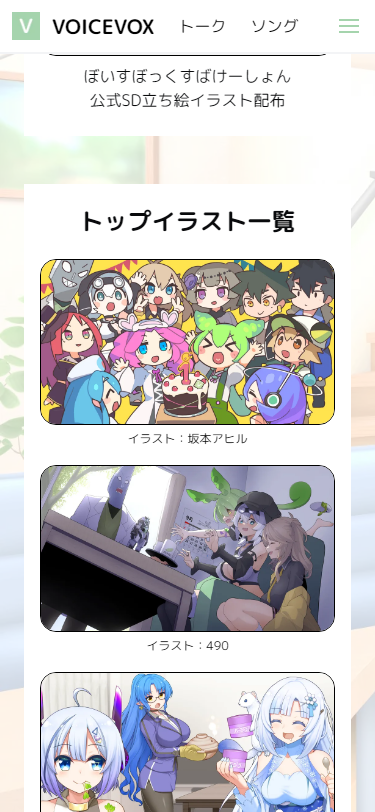 V VOICEVOX トーク ソング
ぼいすぼっくすばけーしょん
公式SD立ち絵イラスト配布
トップイラスト一覧
1
イラスト：坂本アヒル
イラスト：490